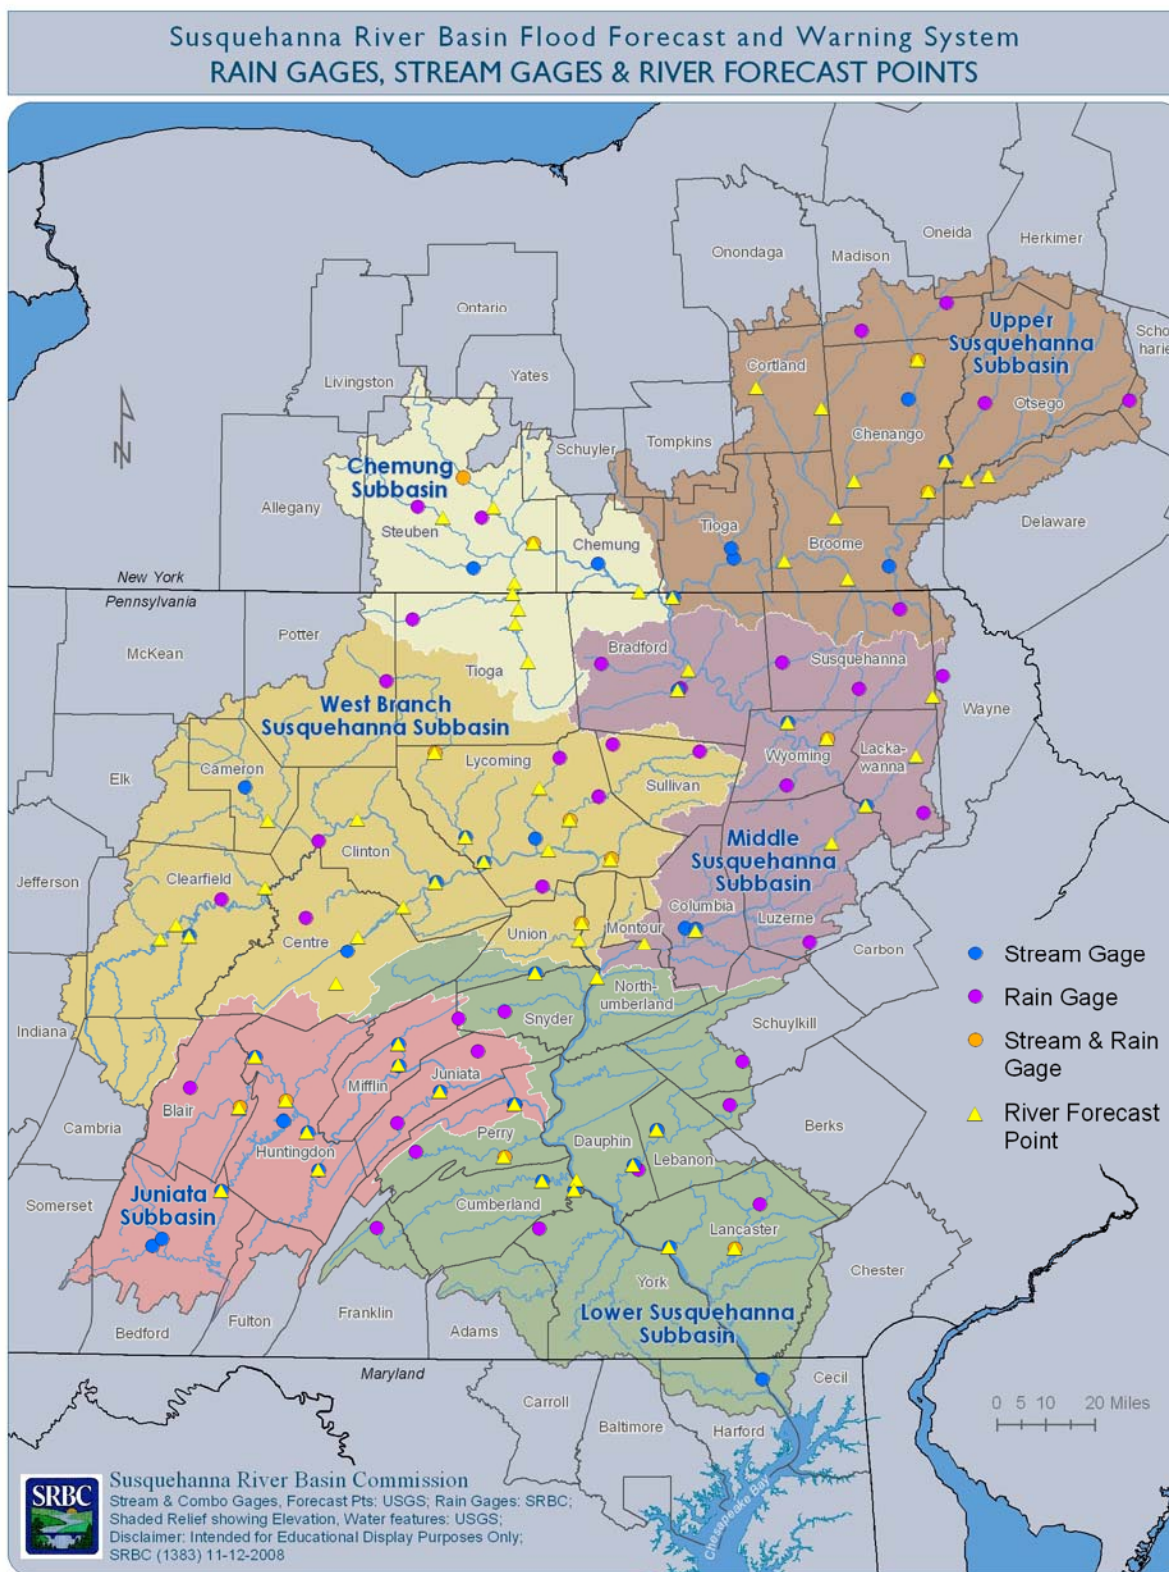 Susquehanna River Basin Flood Forecast and Warning System
RAIN GAGES, STREAM GAGES & RIVER FORECAST POINTS
Oneida
Herkimer
Onondaga
Madison
Ontario
Upper
Susquehanna
Subbasin
Scho
harie
Cortland
Livingston
Yates
Otsego
Chenango
Tompkins
Schuyler
Chemung
Subbasin
Allegany
Steuben
Tioga
Delaware
Chemung
Broome
New York
Pennsylvania
Potter
McKean
Bradford
Susquehanna
Tioga
West Branch
Susquehanna Subbasin
Wayne
Elk
Cameron
Lycoming
Sullivan
Wyoming
Lacka-
wanna
Middle
Susquehanna
Subbasin
Clinton
Jefferson
Clearfield
Columbia
Luzerne
Centre
Union
Montour
Carbon
Stream Gage
Rain Gage
Stream & Rain
Gage
River Forecast
Point
North-
umberland
Snyder
Schuylkill
Indiana
Mifflin
Juniata
Blair
Cambria
Huntingdon
Perry
Dauphin
Lebanon
Berks
Juniata
Subbasin
Somerset
Cumberland
Lancaster
Chester
York
Lower Susquehanna
Subbasin
Bedford
Fulton
Franklin
Adams
Maryland
Carroll
Cecil
Baltimore
Harford
0 5 10 20 Miles
Chesapeake Bay
SRBC
Susquehanna River Basin Commission
Stream & Combo Gages, Forecast Pts: USGS; Rain Gages: SRBC;
Shaded Relief showing Elevation, Water features: USGS;
Disclaimer: Intended for Educational Display Purposes Only;
SRBC (1383) 11-12-2008
N